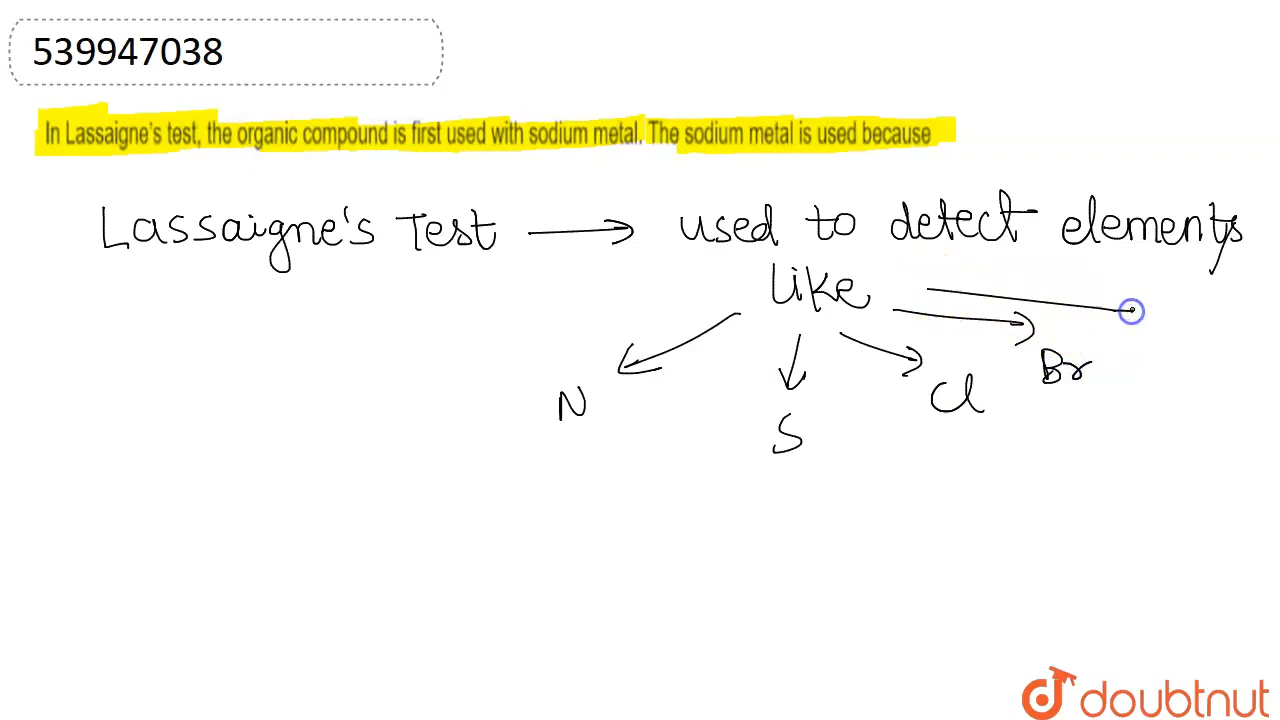 539947038
In Lassaigne's test, the organic compound is first used with sodium metal. The sodium metal is used because
Lassaigne's Test → used to detect elements
like
Br
N
Cl
S
doubtnut